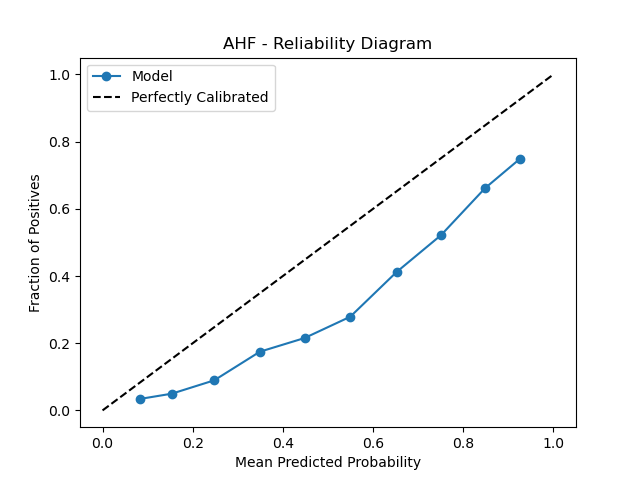 AHF - Reliability Diagram
Model
Perfectly Calibrated
1.0
0.8
0.6
0.4
0.2
0.0
Fraction of Positives
0.0 0.2 0.4 0.6 0.8 1.0
Mean Predicted Probability